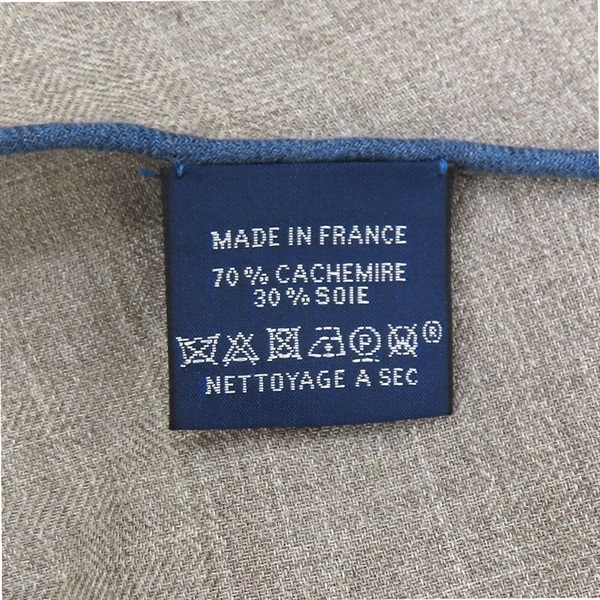 MADE IN FRANCE
70 % CACHEMIRE
30 % SOIE
P W ®
NETTOYAGE A SEC